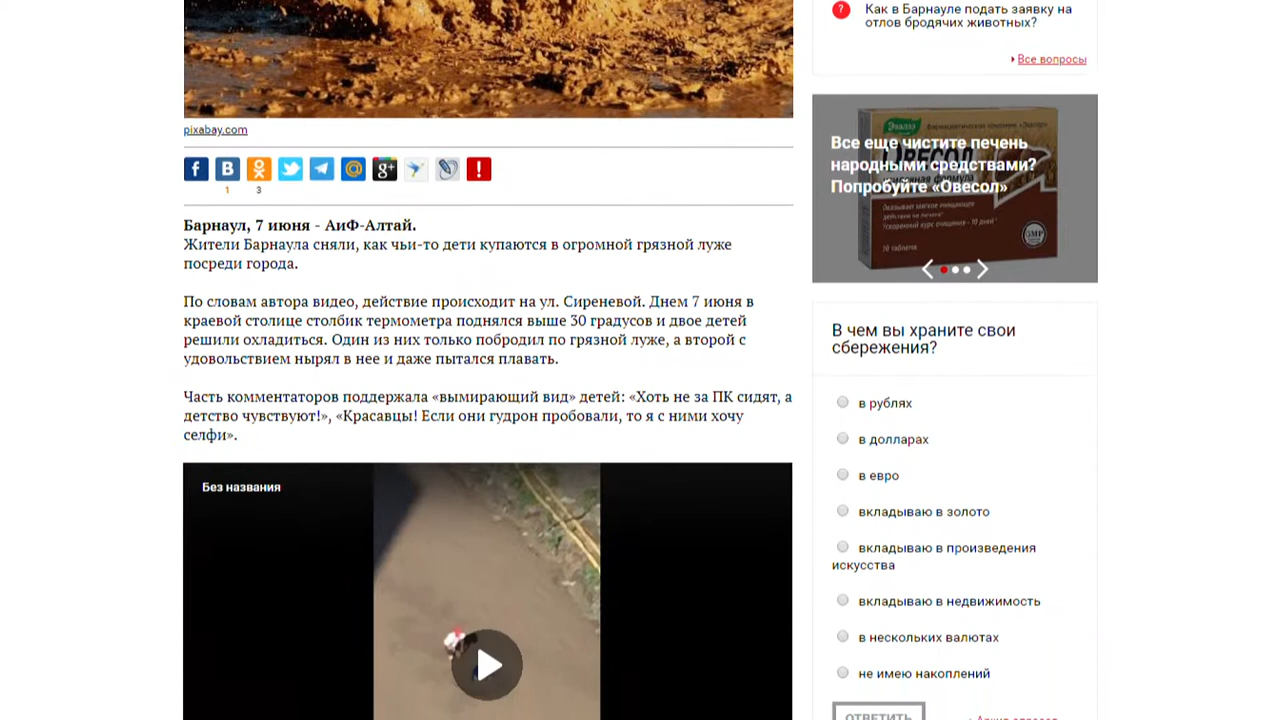 Как в Барнауле подать заявку на
отлов бродячих животных?
Все вопросы
pixabay.com
1
3
Барнаул, 7 июня - АиФ-Алтай.
Жители Барнаула сняли, как чьи-то дети купаются в огромной грязной луже
посреди города.
По словам автора видео, действие происходит на ул. Сиреневой. Днем 7 июня в
краевой столице столбик термометра поднялся выше 30 градусов и двое детей
решили охладиться. Один из них только побродил по грязной луже, а второй с
удовольствием нырял в нее и даже пытался плавать.
Часть комментаторов поддержала «вымирающий вид» детей: «Хоть не за ПК сидят, а
детство чувствуют!», «Красавцы! Если они гудрон пробовали, то я с ними хочу
селфи».
Без названия
Эвалар
Все еще чистите печень
народными средствами?
Попробуйте «Овесол»
В чем вы храните свои
сбережения?
в рублях
в долларах
в евро
вкладываю в золото
вкладываю в произведения
искусства
вкладываю в недвижимость
в нескольких валютах
не имею накоплений
ОТВЕТИТЬ
Архив опросов